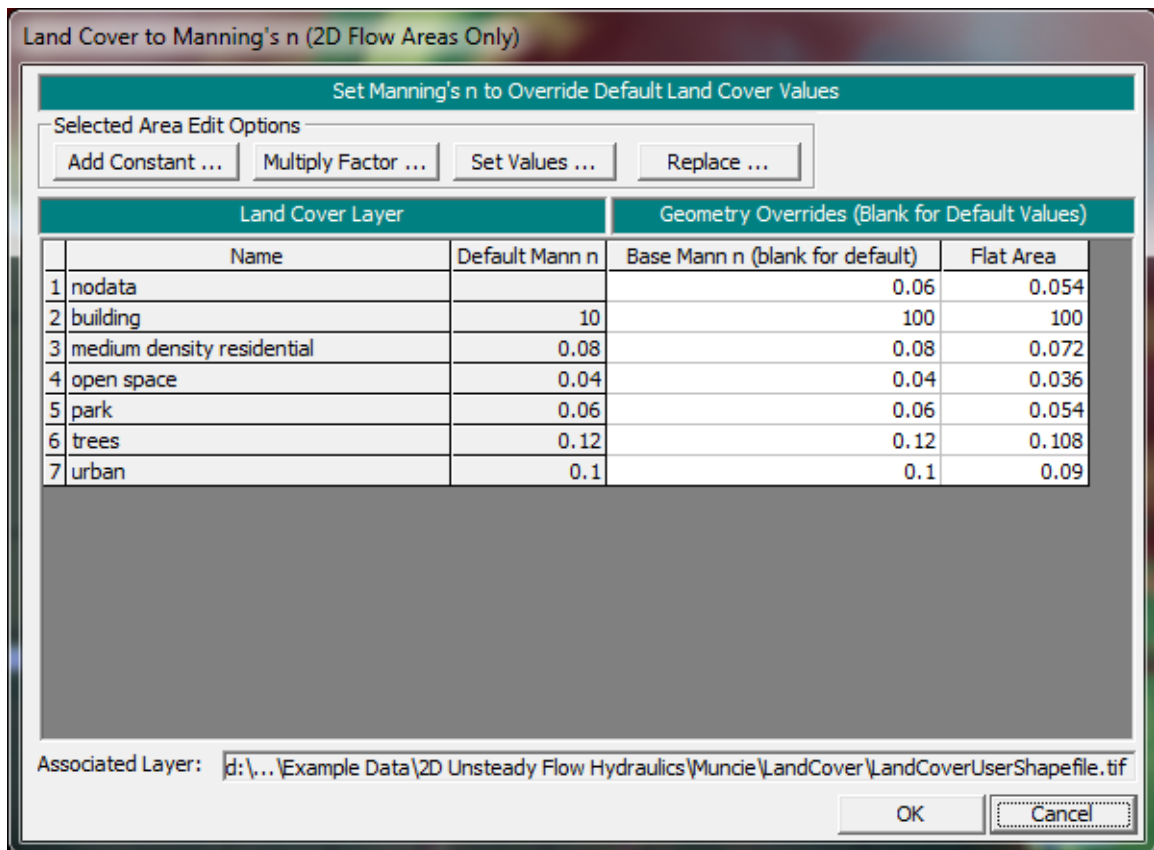 Land Cover to Manning's n (2D Flow Areas Only)
Set Manning's n to Override Default Land Cover Values
Selected Area Edit Options
Add Constant ... Multiply Factor ... Set Values ... Replace ...
Land Cover Layer Geometry Overrides (Blank for Default Values)
Name Default Mann n Base Mann n (blank for default) Flat Area
1 nodata 0.06 0.054
2 building 10 100 100
3 medium density residential 0.08 0.08 0.072
4 open space 0.04 0.04 0.036
5 park 0.06 0.06 0.054
6 trees 0.12 0.12 0.108
7 urban 0.1 0.1 0.09
Associated Layer: d:\...\Example Data\2D Unsteady Flow Hydraulics\Muncie\LandCover\LandCoverUserShapefile.tif
OK Cancel